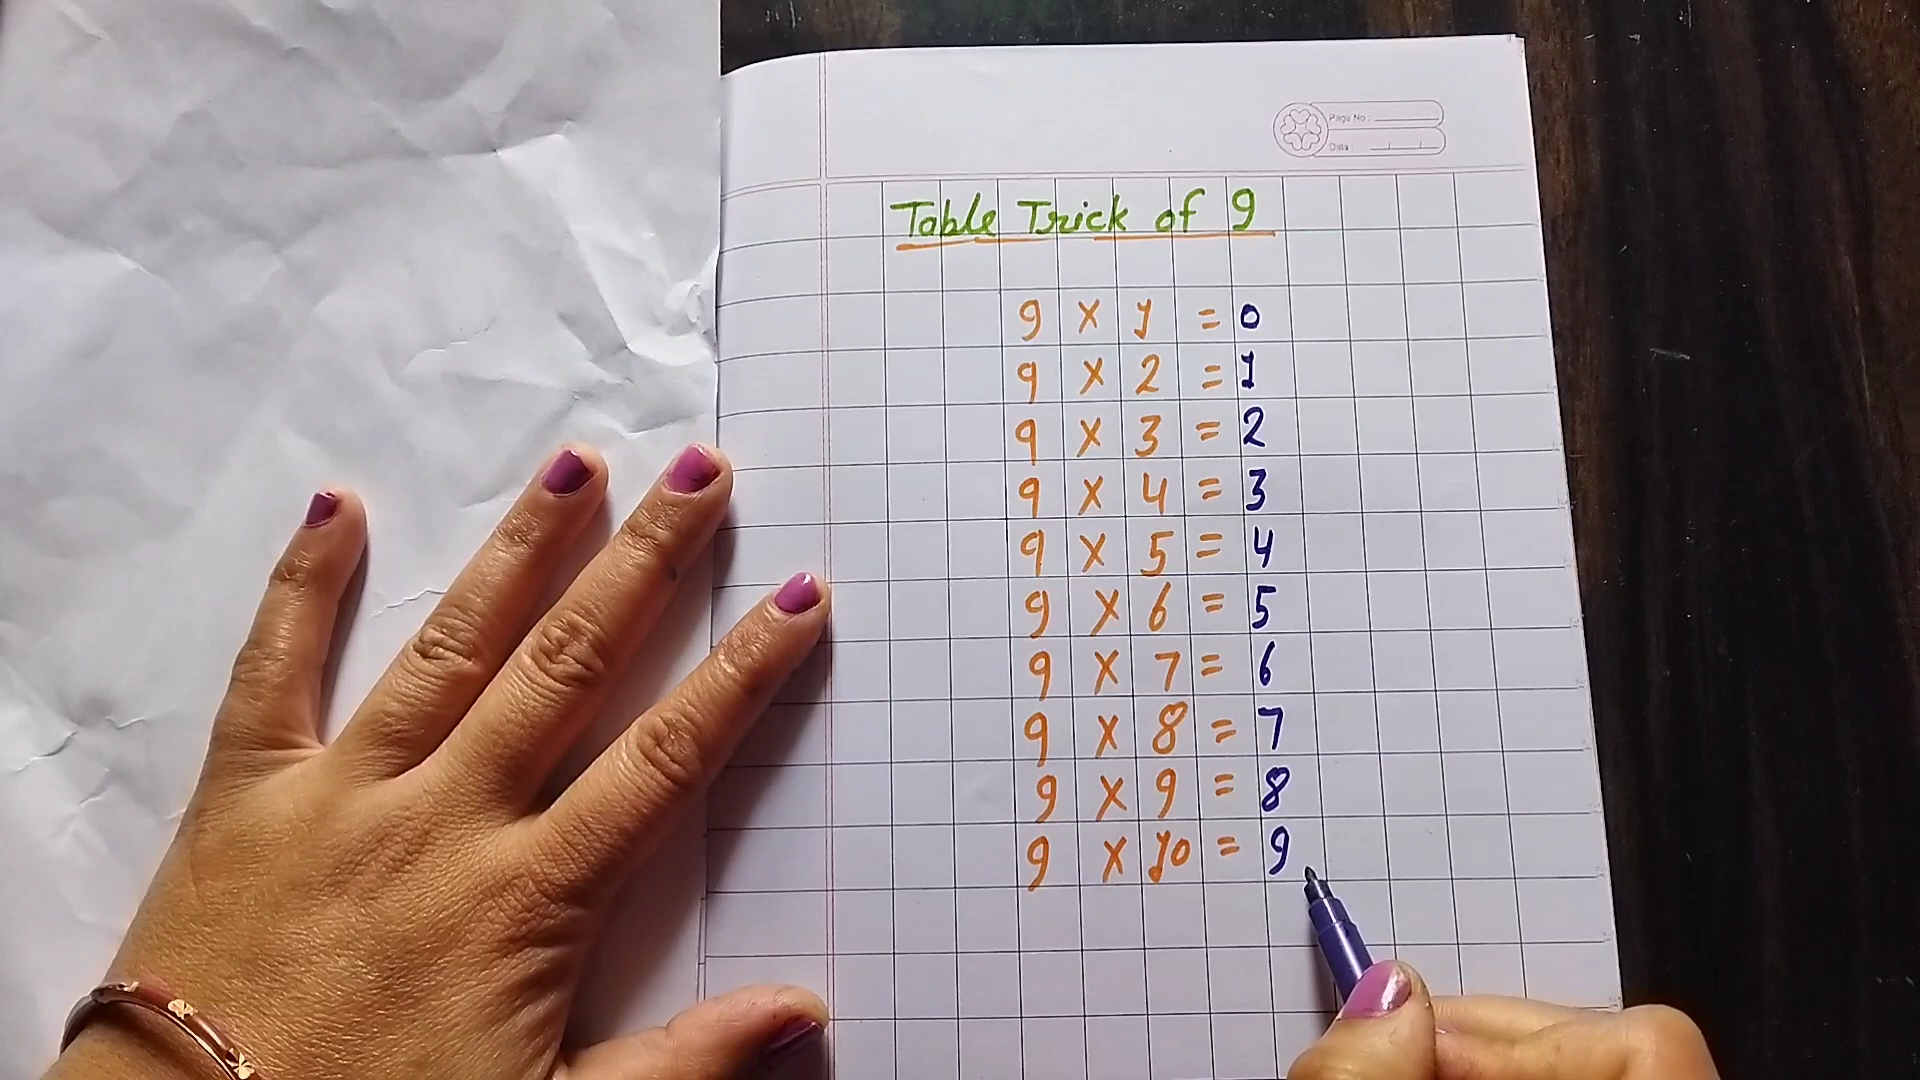 Page No :
Date :
Table Trick of 9
9 x 1 = 0
9 x 2 = 1
9 x 3 = 2
9 x 4 = 3
9 x 5 = 4
9 x 6 = 5
9 x 7 = 6
9 x 8 = 7
9 x 9 = 8
9 x 10 = 9